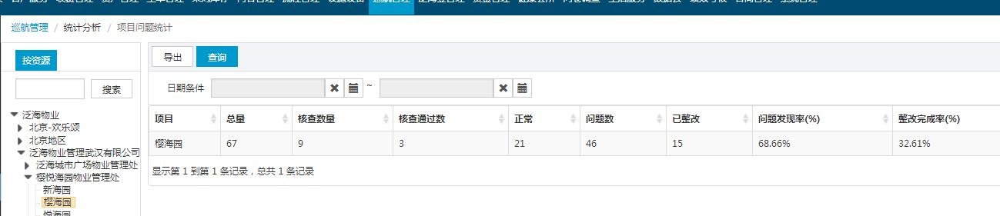 巡航管理 / 统计分析 / 项目问题统计
按资源
搜索
泛海物业
北京-欢乐颂
北京地区
泛海物业管理武汉有限公司
泛海城市广场物业管理处
樱悦海园物业管理处
新海园
樱海园
悦海园
导出 查询
日期条件 ~
项目 总量 核查数量 核查通过数 正常 问题数 已整改 问题发现率(%) 整改完成率(%)
樱海园 67 9 3 21 46 15 68.66% 32.61%
显示第 1 到第 1 条记录，总共 1 条记录